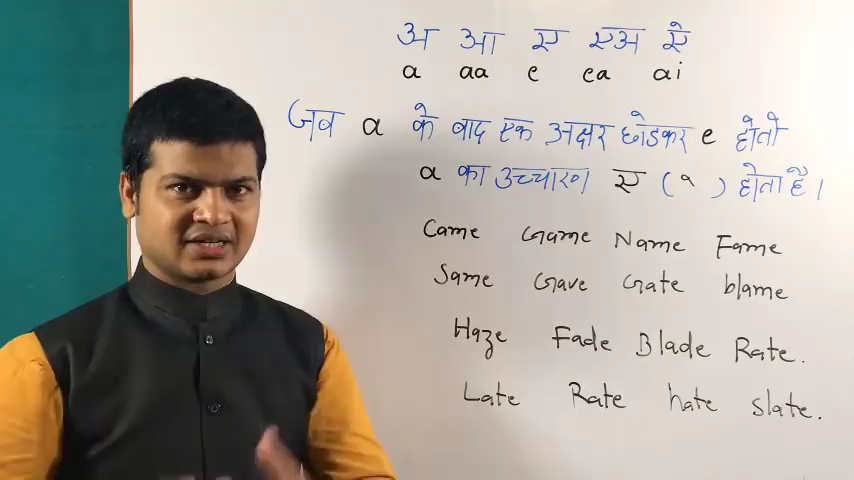 अ आ ए एअ ऐ
a aa e ea ai
जब a के बाद एक अक्षर छोडकर e होतो
a का उच्चारण ए ( े ) होता है।
Came Game Name Fame
Same Gave Gate blame
Haze Fade Blade Rate.
Late Rate hate slate.